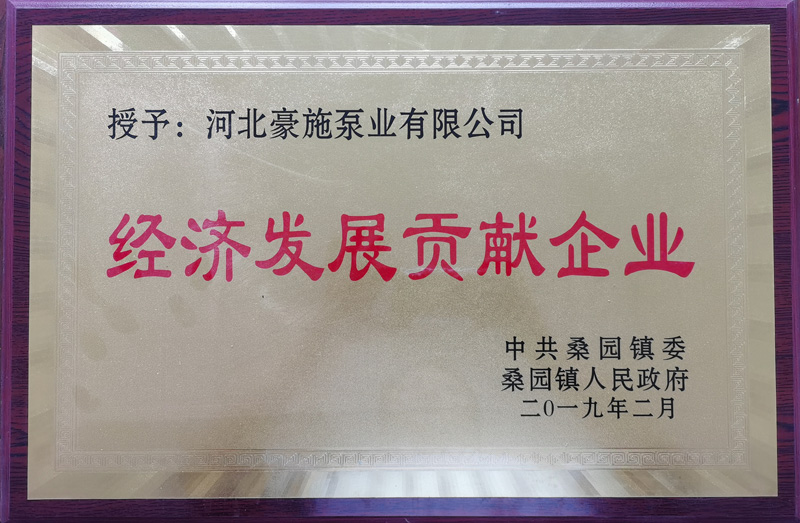 授予：河北豪施泵业有限公司
经济发展贡献企业
中共桑园镇委
桑园镇人民政府
二0一九年二月